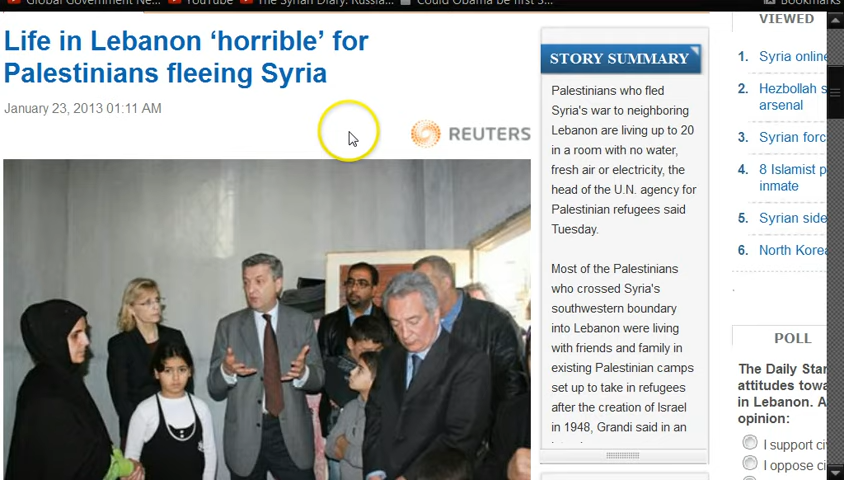 Global Government Ne...
YouTube
The Syrian Diary: Russia...
Could Obama be first S...
Bookmarks
Life in Lebanon ‘horrible’ for
Palestinians fleeing Syria
January 23, 2013 01:11 AM
REUTERS
STORY SUMMARY
Palestinians who fled
Syria's war to neighboring
Lebanon are living up to 20
in a room with no water,
fresh air or electricity, the
head of the U.N. agency for
Palestinian refugees said
Tuesday.
Most of the Palestinians
who crossed Syria's
southwestern boundary
into Lebanon were living
with friends and family in
existing Palestinian camps
set up to take in refugees
after the creation of Israel
in 1948, Grandi said in an
VIEWED
1. Syria online
2. Hezbollah s
arsenal
3. Syrian forc
4. 8 Islamist p
inmate
5. Syrian side
6. North Korea
POLL
The Daily Star
attitudes towa
in Lebanon. A
opinion:
I support ci
I oppose ci